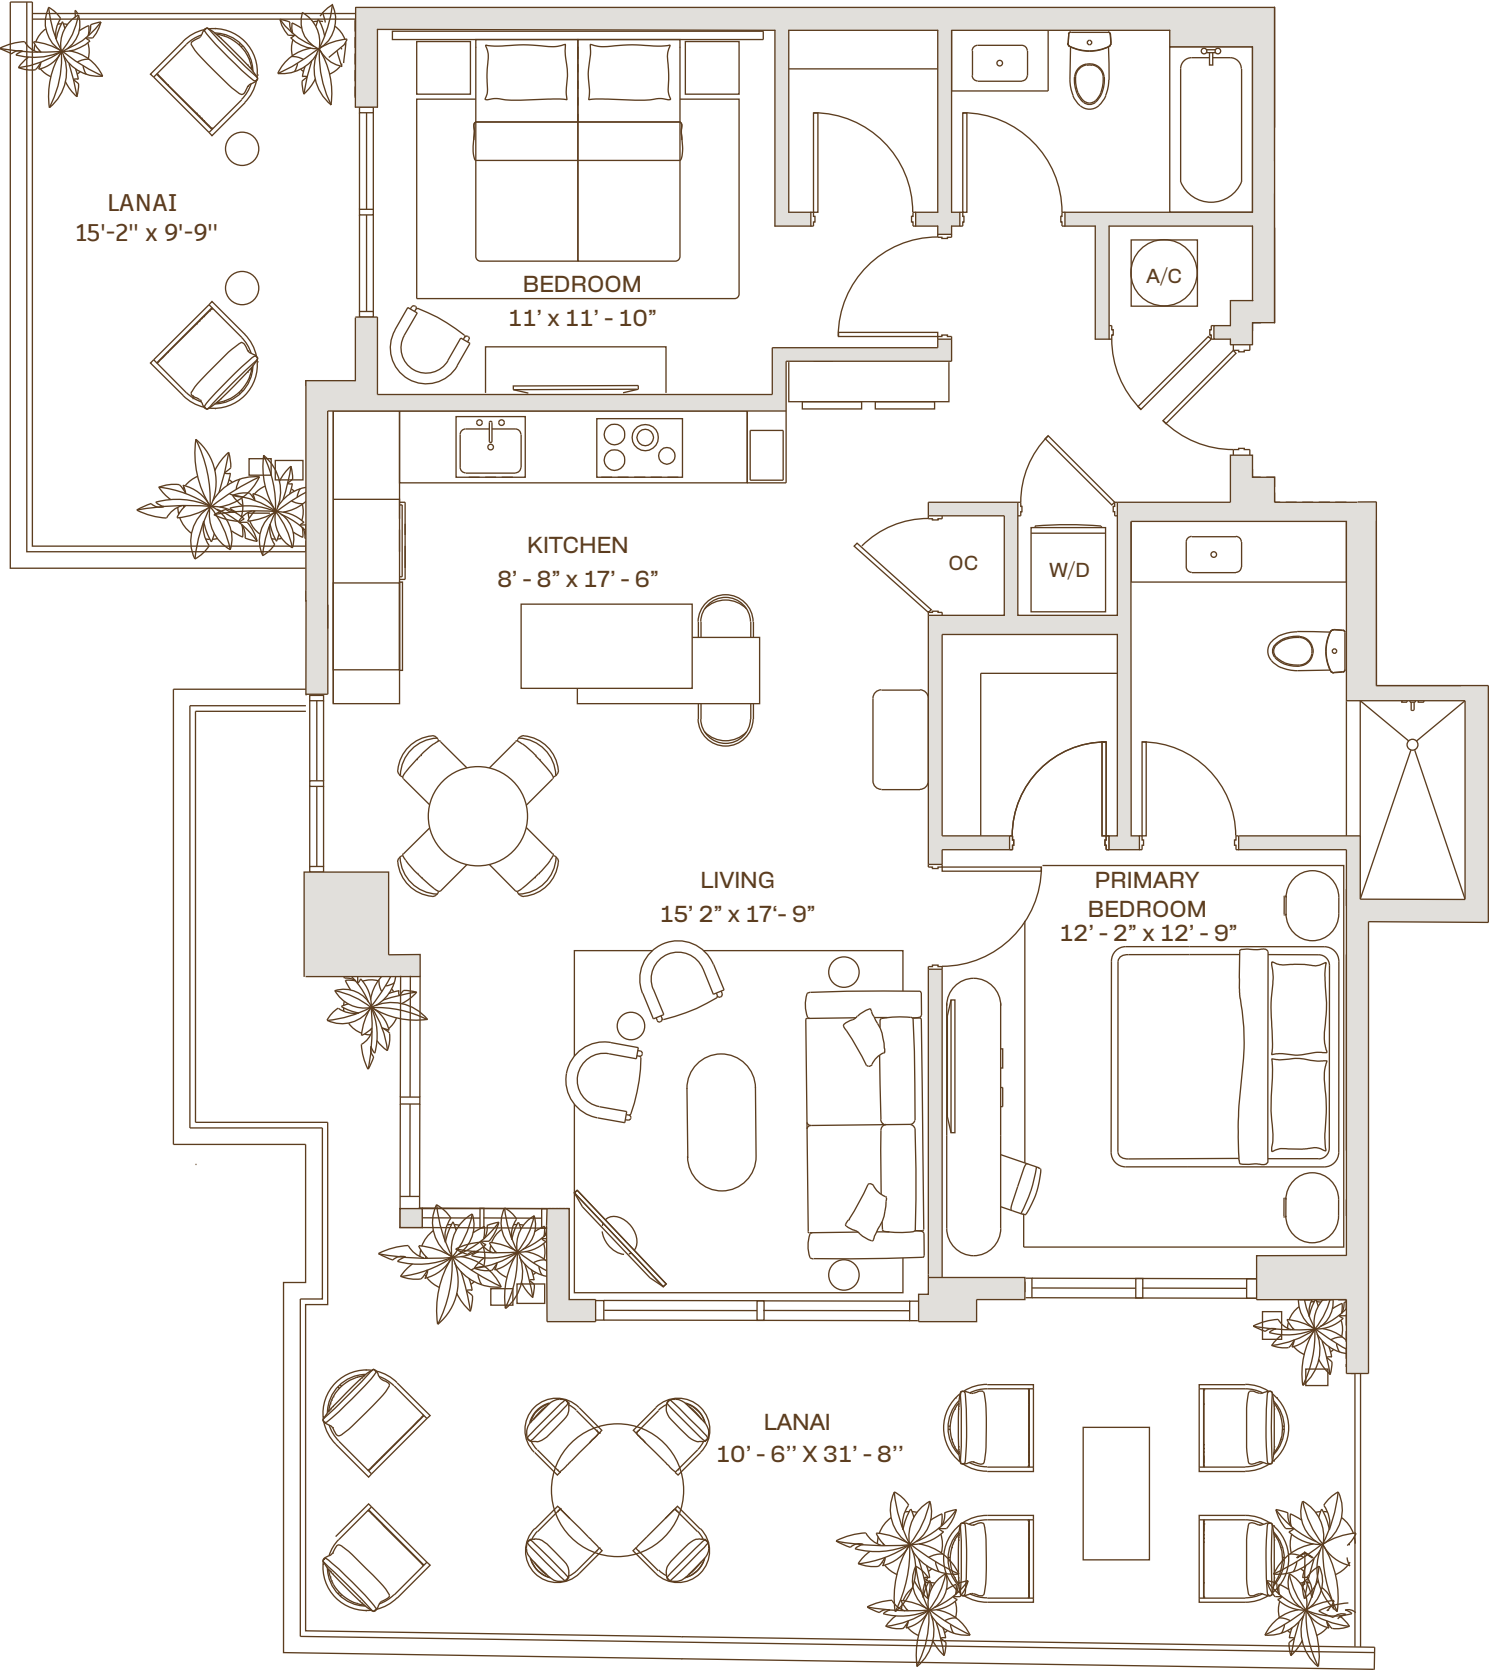 LANAI
15'-2" x 9'-9"
BEDROOM
11’ x 11’ - 10”
A/C
KITCHEN
8’ - 8” x 17’ - 6”
OC
W/D
LIVING
15’ 2” x 17‘- 9”
PRIMARY
BEDROOM
12’ - 2” x 12’ - 9”
LANAI
10’ - 6’’ X 31’ - 8’’